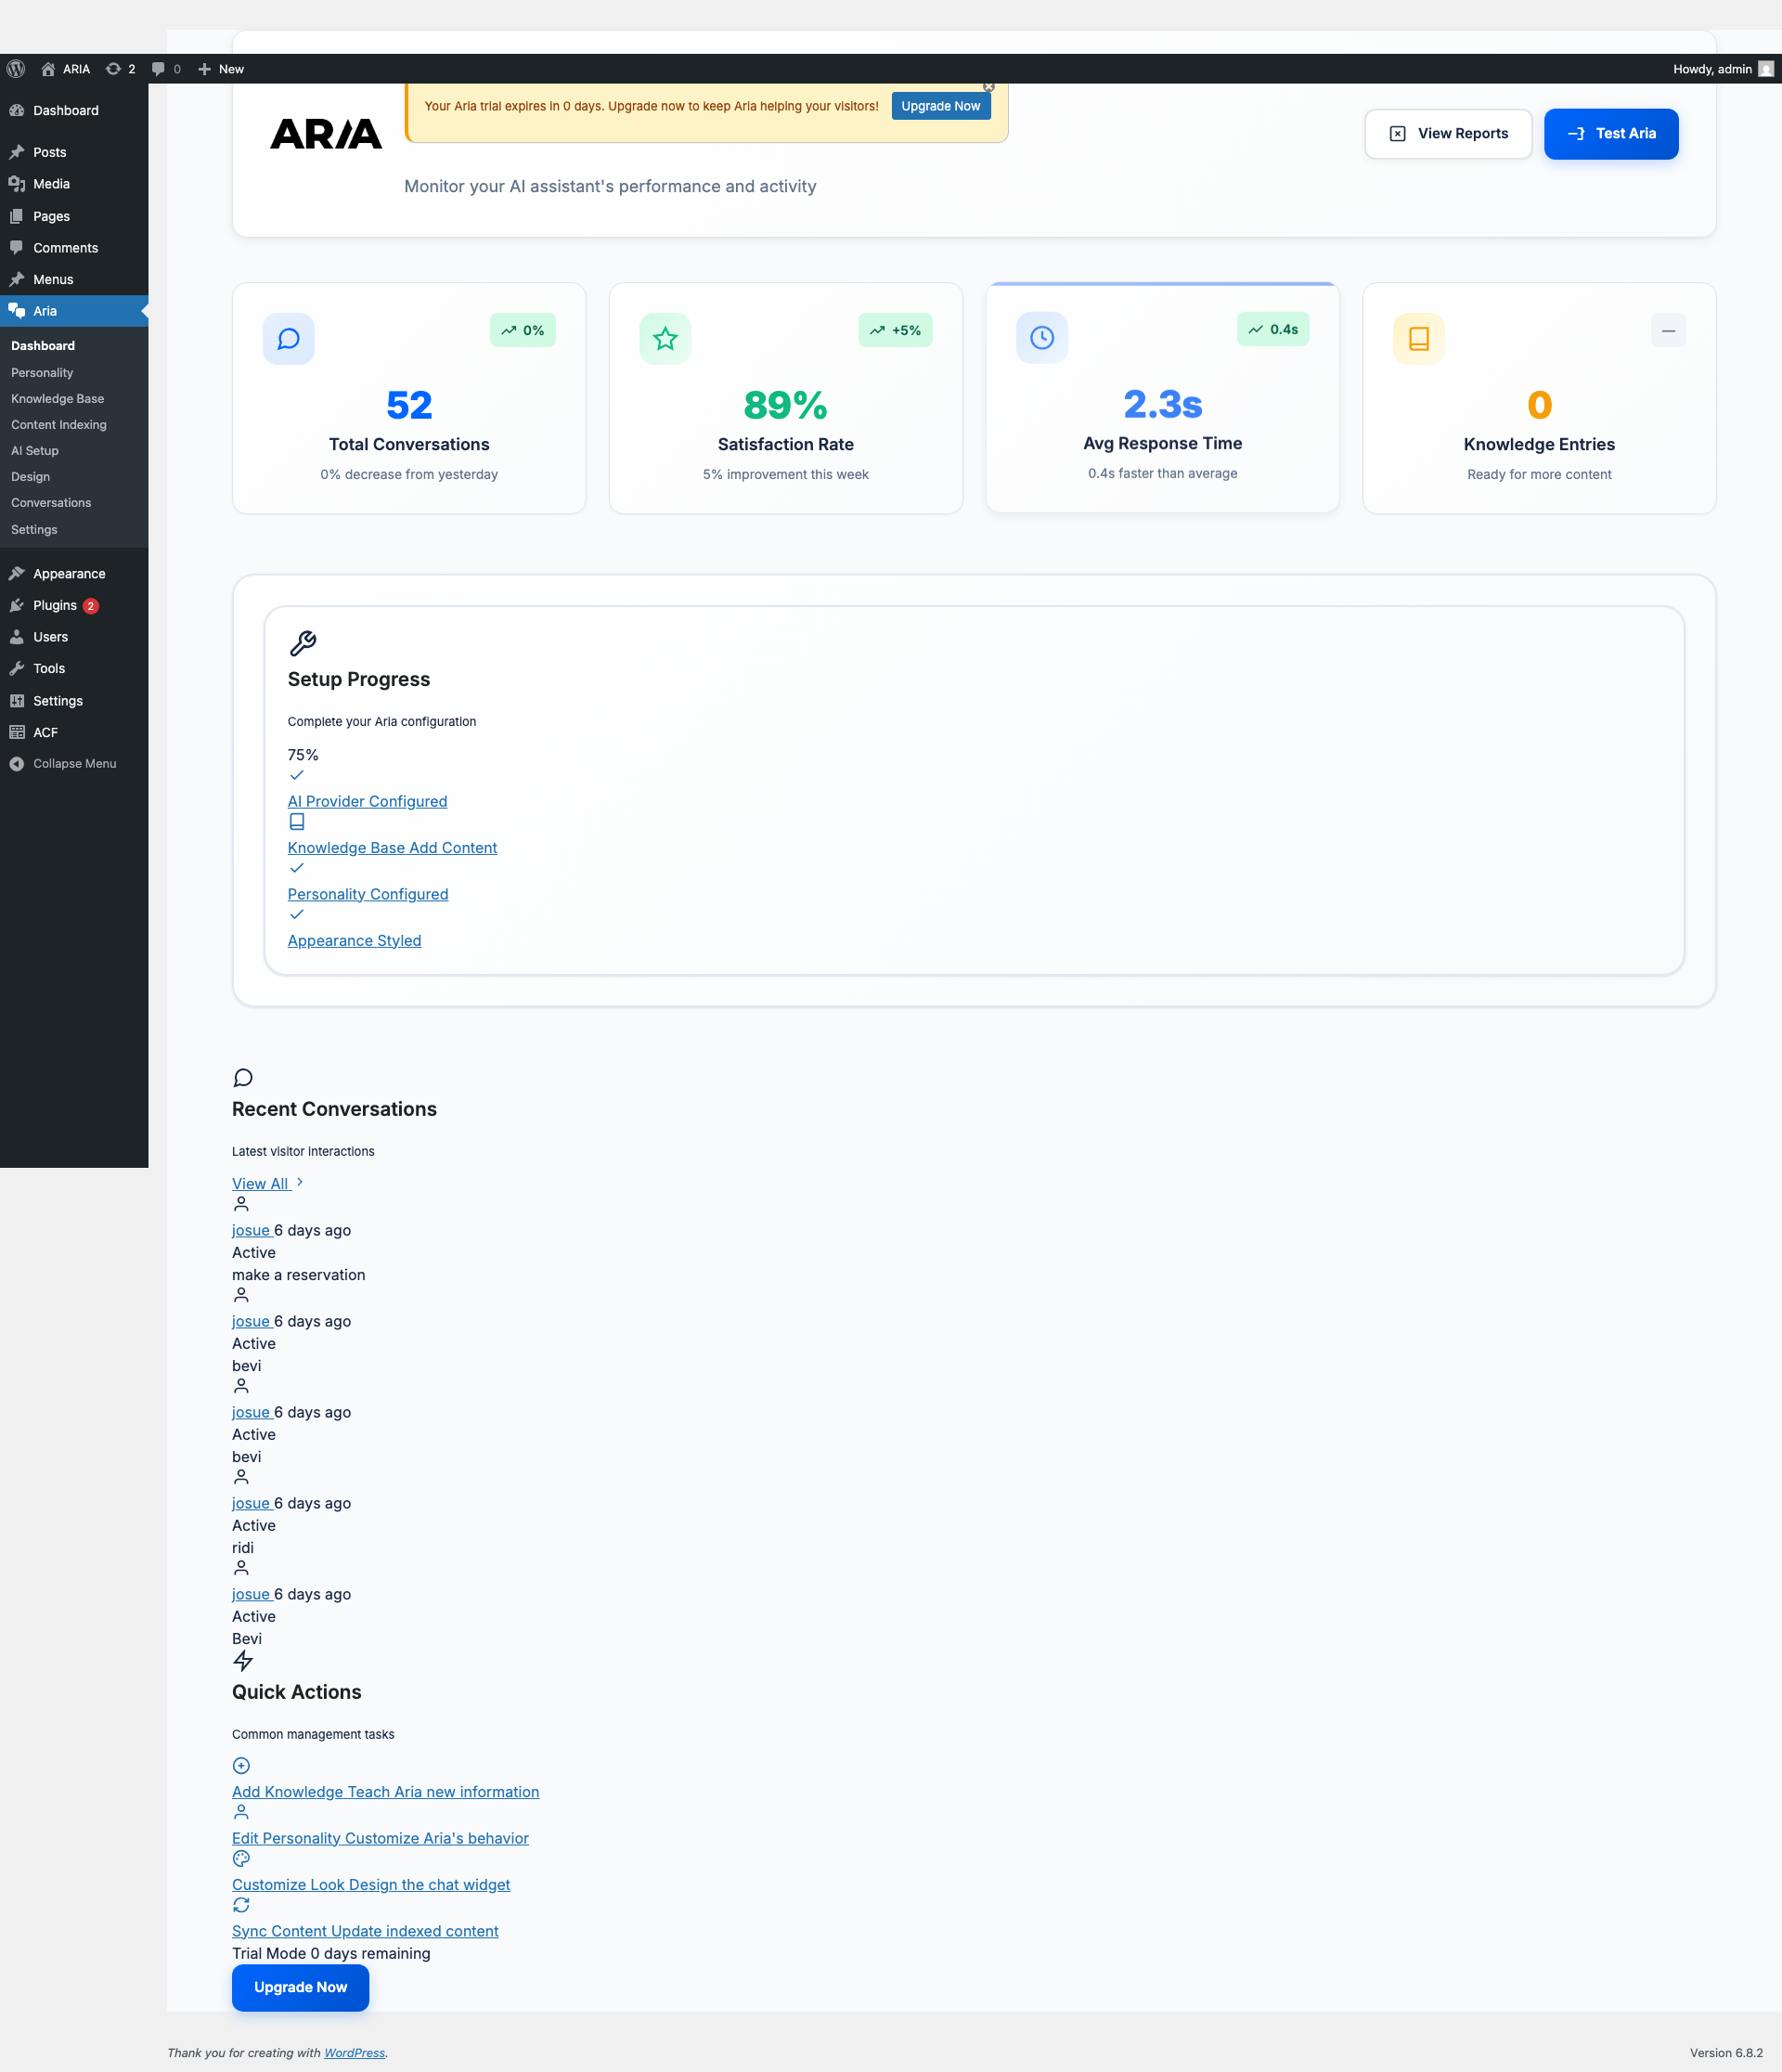 ARIA
2
0
New
Howdy, admin
Dashboard
Posts
Media
Pages
Comments
Menus
Aria
Dashboard
Personality
Knowledge Base
Content Indexing
AI Setup
Design
Conversations
Settings
Appearance
Plugins 2
Users
Tools
Settings
ACF
Collapse Menu
ARIA
Your Aria trial expires in 0 days. Upgrade now to keep Aria helping your visitors!
Upgrade Now
Monitor your AI assistant's performance and activity
View Reports
Test Aria
0%
52
Total Conversations
0% decrease from yesterday
+5%
89%
Satisfaction Rate
5% improvement this week
0.4s
2.3s
Avg Response Time
0.4s faster than average
0
Knowledge Entries
Ready for more content
Setup Progress
Complete your Aria configuration
75%
AI Provider Configured
Knowledge Base Add Content
Personality Configured
Appearance Styled
Recent Conversations
Latest visitor interactions
View All
josue 6 days ago
Active
make a reservation
josue 6 days ago
Active
bevi
josue 6 days ago
Active
bevi
josue 6 days ago
Active
ridi
josue 6 days ago
Active
Bevi
Quick Actions
Common management tasks
Add Knowledge Teach Aria new information
Edit Personality Customize Aria's behavior
Customize Look Design the chat widget
Sync Content Update indexed content
Trial Mode 0 days remaining
Upgrade Now
Thank you for creating with WordPress.
Version 6.8.2